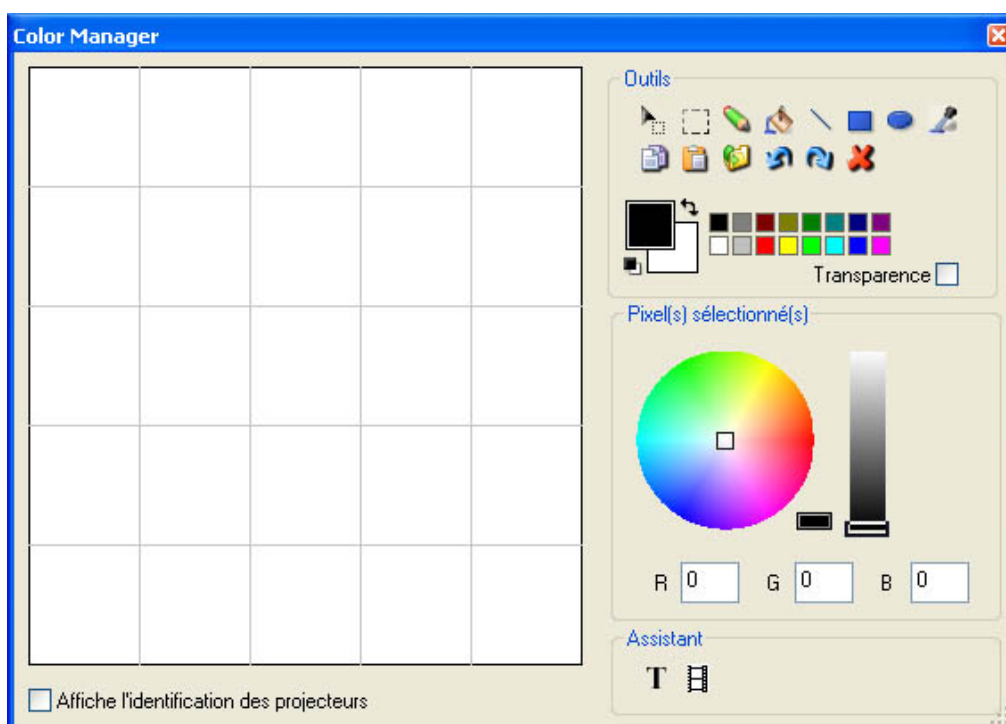 Color Manager
Outils
Transparence
Pixel(s) sélectionné(s)
R 0 G 0 B 0
Assistant
T
Affiche l'identification des projecteurs